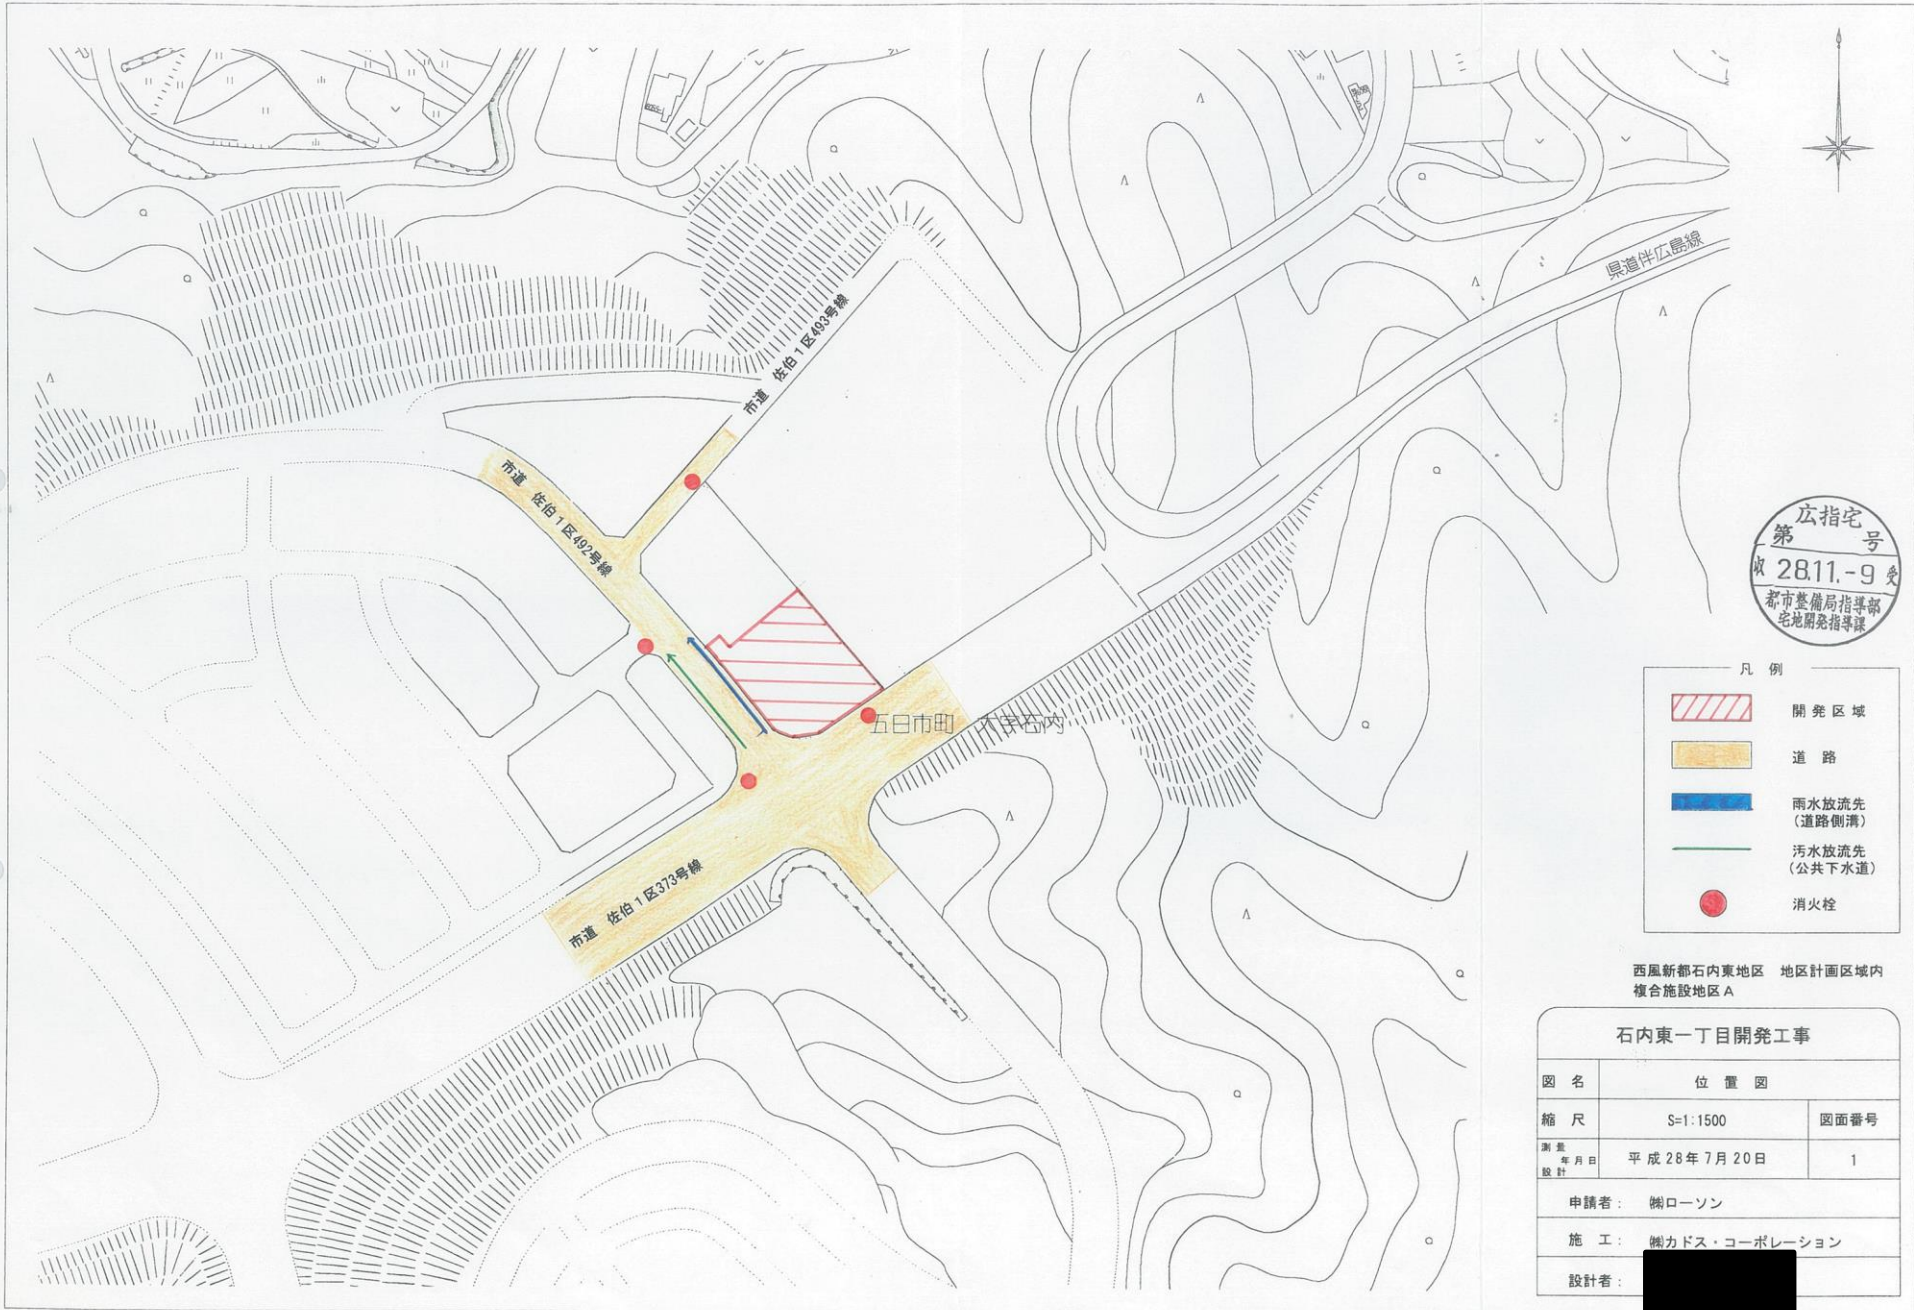 県道伴広島線
市道 佐伯1区493号線
市道 佐伯1区492号線
五日市町 大字石内
市道 佐伯1区373号線
広指宅
第 号
収 28.11.-9 受
都市整備局指導部
宅地開発指導課
凡例
開発区域
道路
雨水放流先
(道路側溝)
汚水放流先
(公共下水道)
消火栓
西風新都石内東地区 地区計画区域内
複合施設地区A
石内東一丁目開発工事
図名 位置図
縮尺 S=1:1500 図面番号
測量
年月日 平成28年7月20日 1
設計
申請者: ㈱ローソン
施工: ㈱カドス・コーポレーション
設計者: